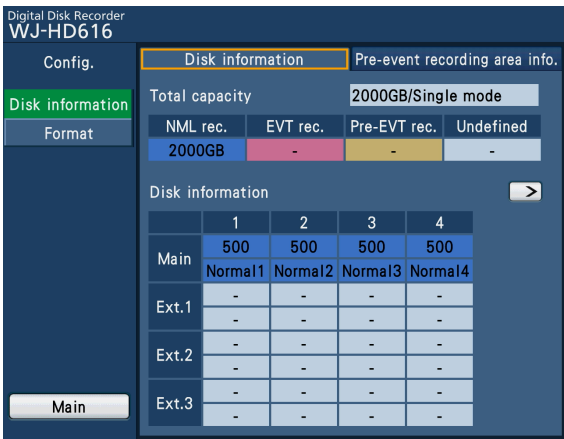 Digital Disk Recorder
WJ-HD616
Config.
Disk information
Format
Main
Disk information Pre-event recording area info.
Total capacity 2000GB/Single mode
NML rec. EVT rec. Pre-EVT rec. Undefined
2000GB - - -
Disk information >
1 2 3 4
Main 500 500 500 500
Normal1 Normal2 Normal3 Normal4
Ext.1 - - - -
- - - -
Ext.2 - - - -
- - - -
Ext.3 - - - -
- - - -